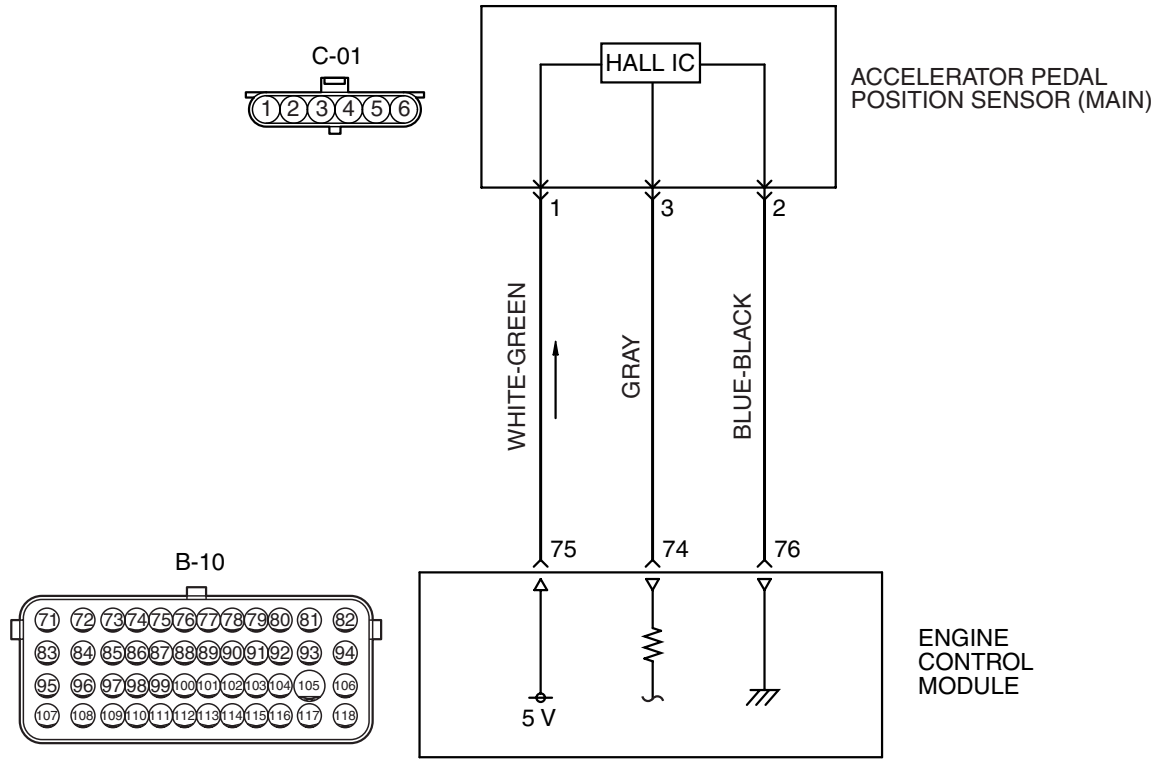 C-01
1 2 3 4 5 6
HALL IC
ACCELERATOR PEDAL
POSITION SENSOR (MAIN)
1
3
2
WHITE-GREEN
GRAY
BLUE-BLACK
75
74
76
B-10
71 72 73 74 75 76 77 78 79 80 81 82
83 84 85 86 87 88 89 90 91 92 93 94
95 96 97 98 99 100 101 102 103 104 105 106
107 108 109 110 111 112 113 114 115 116 117 118
5 V
ENGINE
CONTROL
MODULE